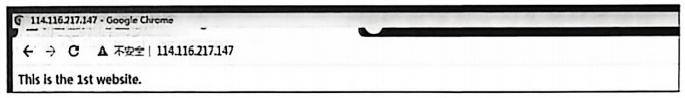 114.116.217.147 - Google Chrome
不安全 | 114.116.217.147
This is the 1st website.